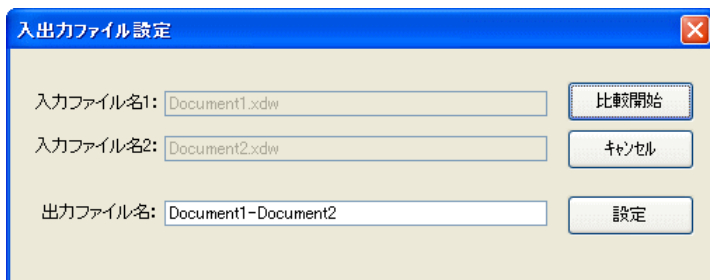 入出力ファイル設定
入力ファイル名1: Document1.xdw 比較開始
入力ファイル名2: Document2.xdw キャンセル
出力ファイル名: Document1-Document2 設定